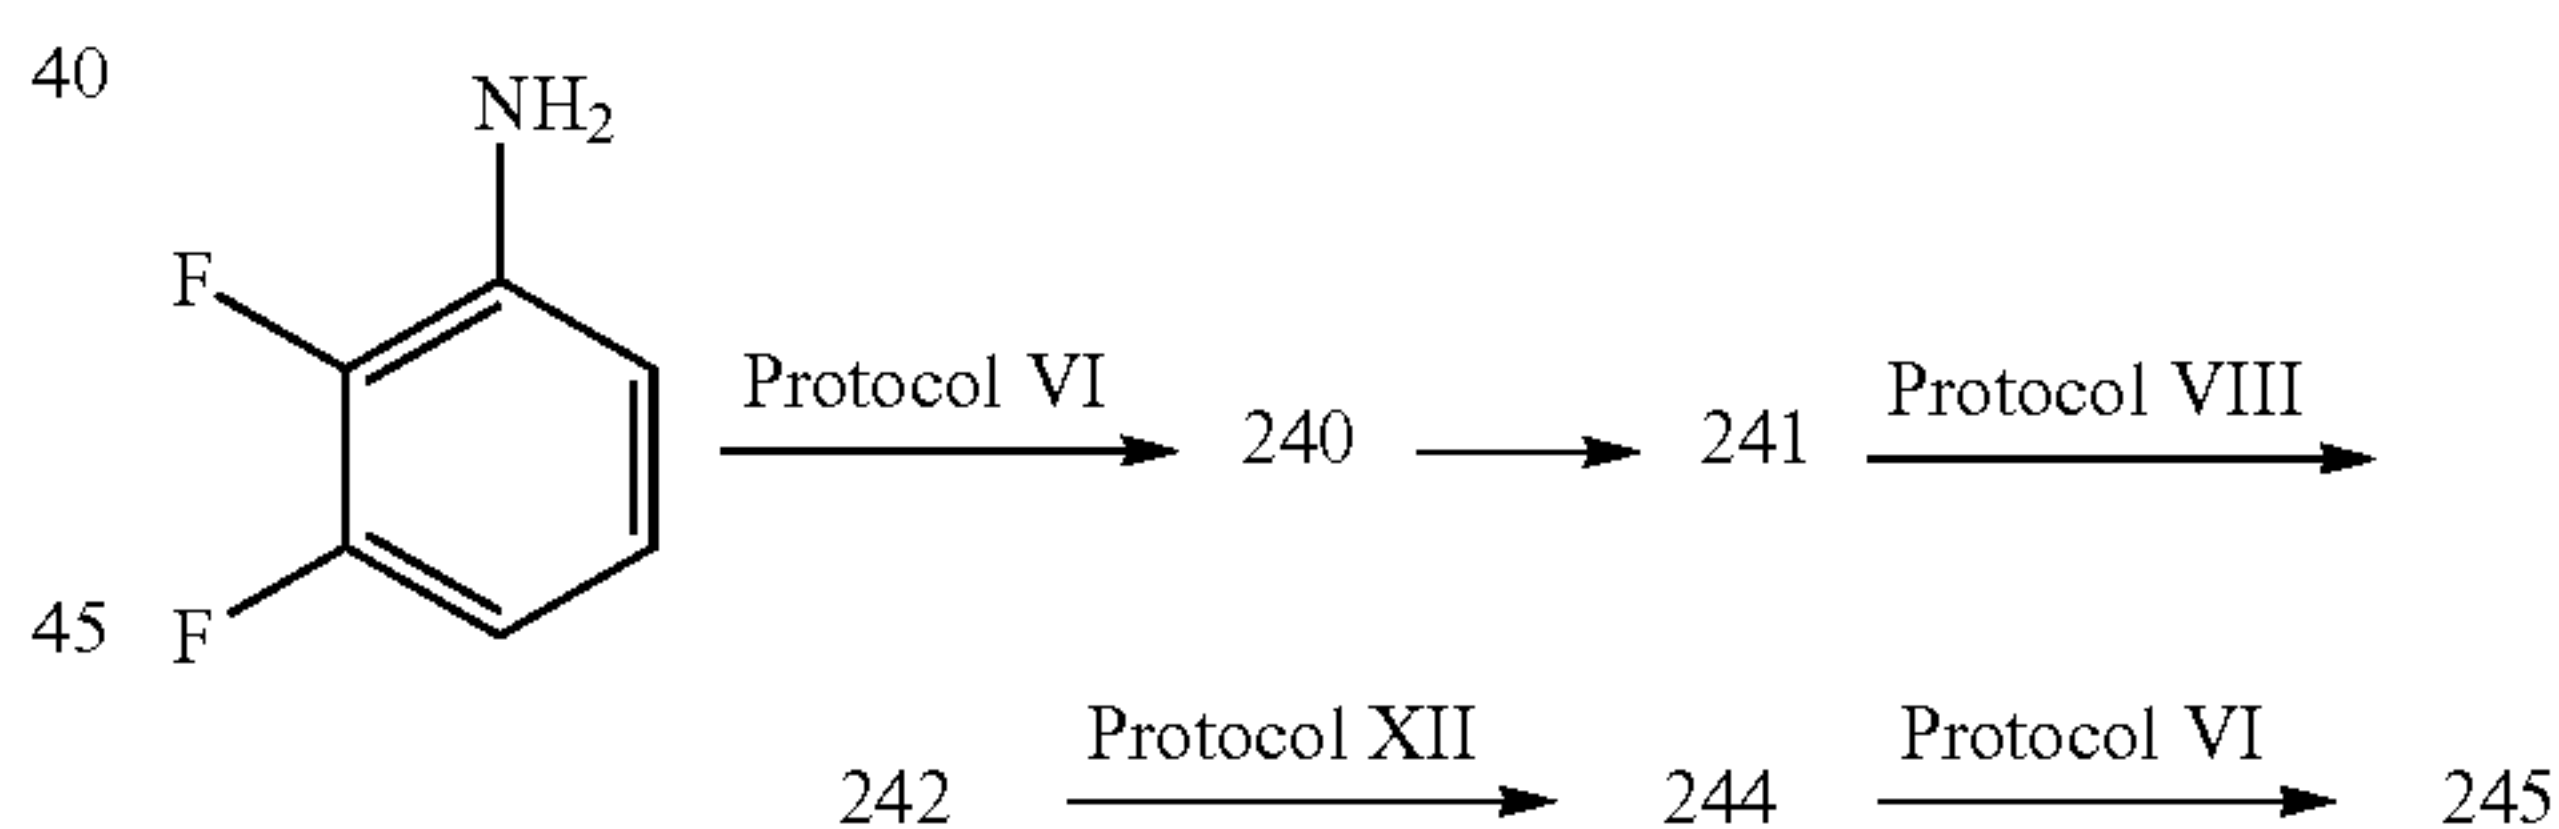 40
NH₂
F
Protocol VI
Protocol VIII
240
241
45
F
Protocol XII
Protocol VI
242
244
245